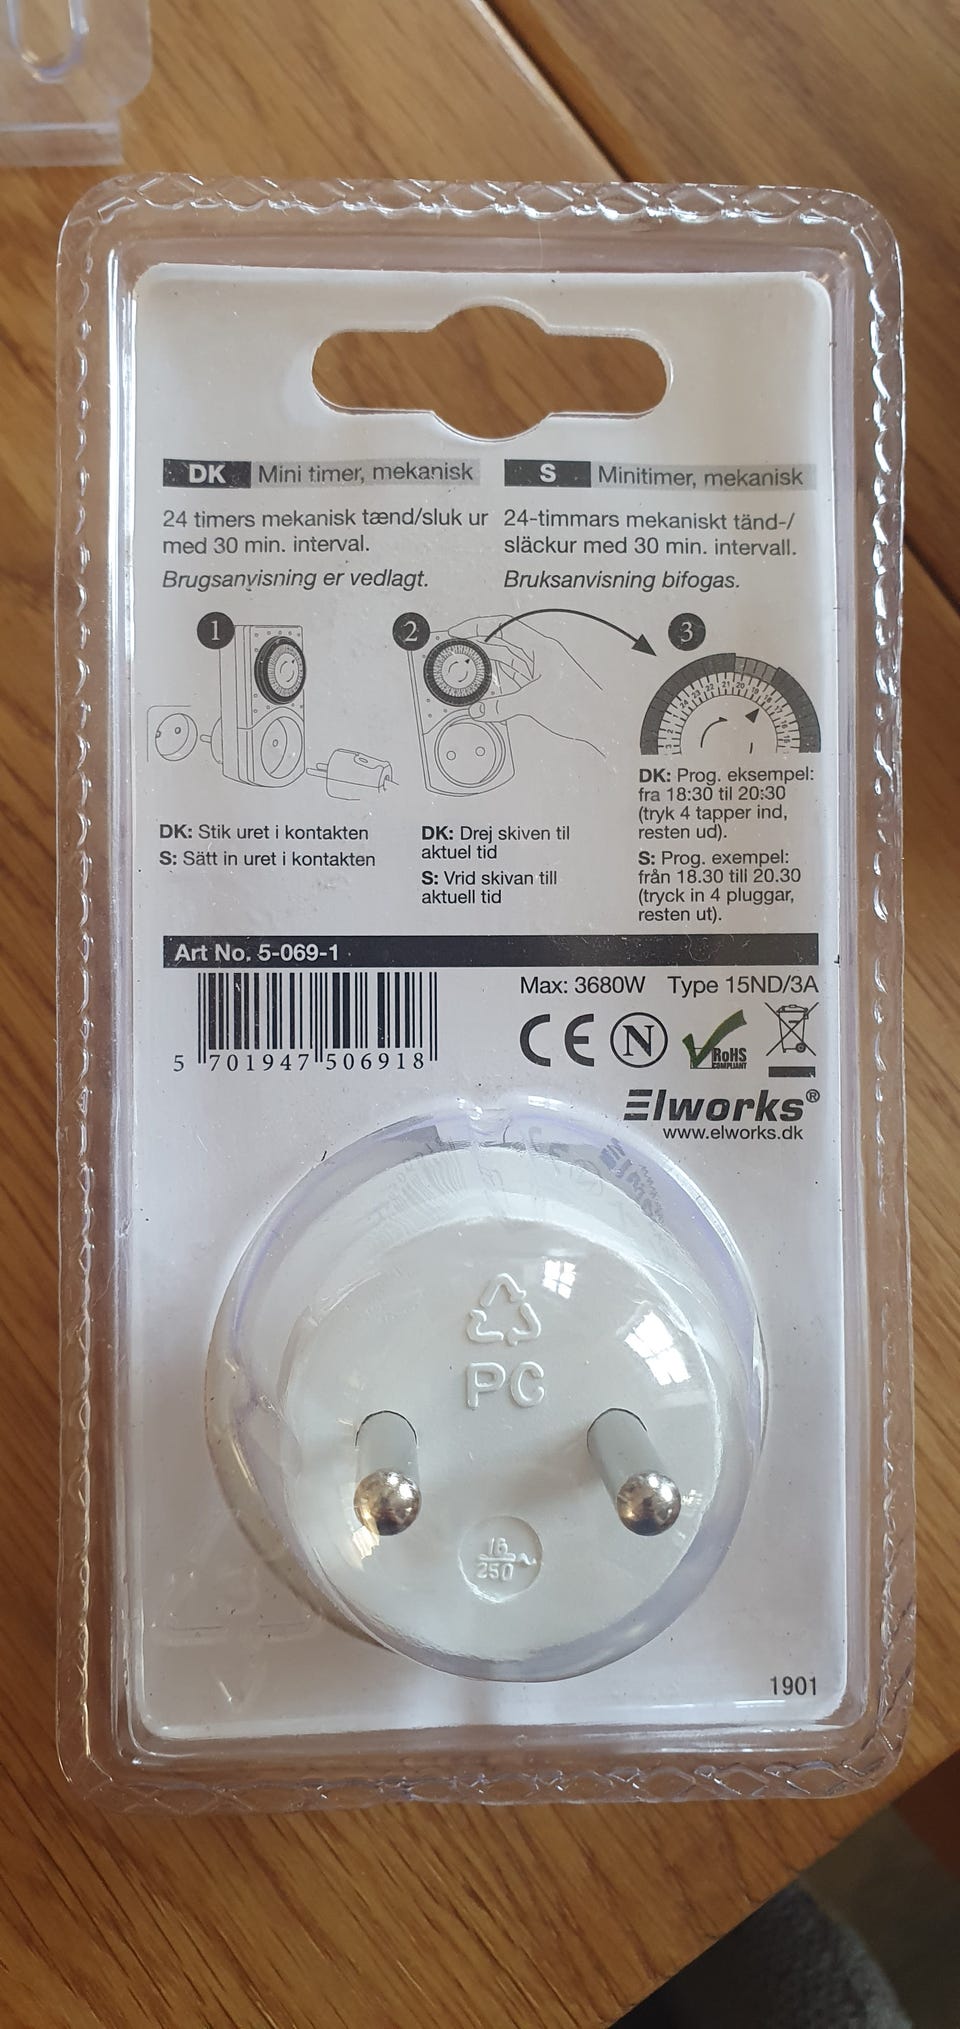 DK Mini timer, mekanisk
24 timers mekanisk tænd/sluk ur
med 30 min. interval.
Brugsanvisning er vedlagt.
S Minitimer, mekanisk
24-timmars mekaniskt tänd-/
släckur med 30 min. intervall.
Bruksanvisning bifogas.
1
DK: Stik uret i kontakten
S: Sätt in uret i kontakten
2
DK: Drej skiven til
aktuel tid
S: Vrid skivan till
aktuell tid
3
DK: Prog. eksempel:
fra 18:30 til 20:30
(tryk 4 tapper ind,
resten ud).
S: Prog. exempel:
från 18.30 till 20.30
(tryck in 4 pluggar,
resten ut).
Art No. 5-069-1
5 701947 506918
Max: 3680W Type 15ND/3A
CE N RoHS
COMPLIANT
Elworks®
www.elworks.dk
PC
16
250
1901